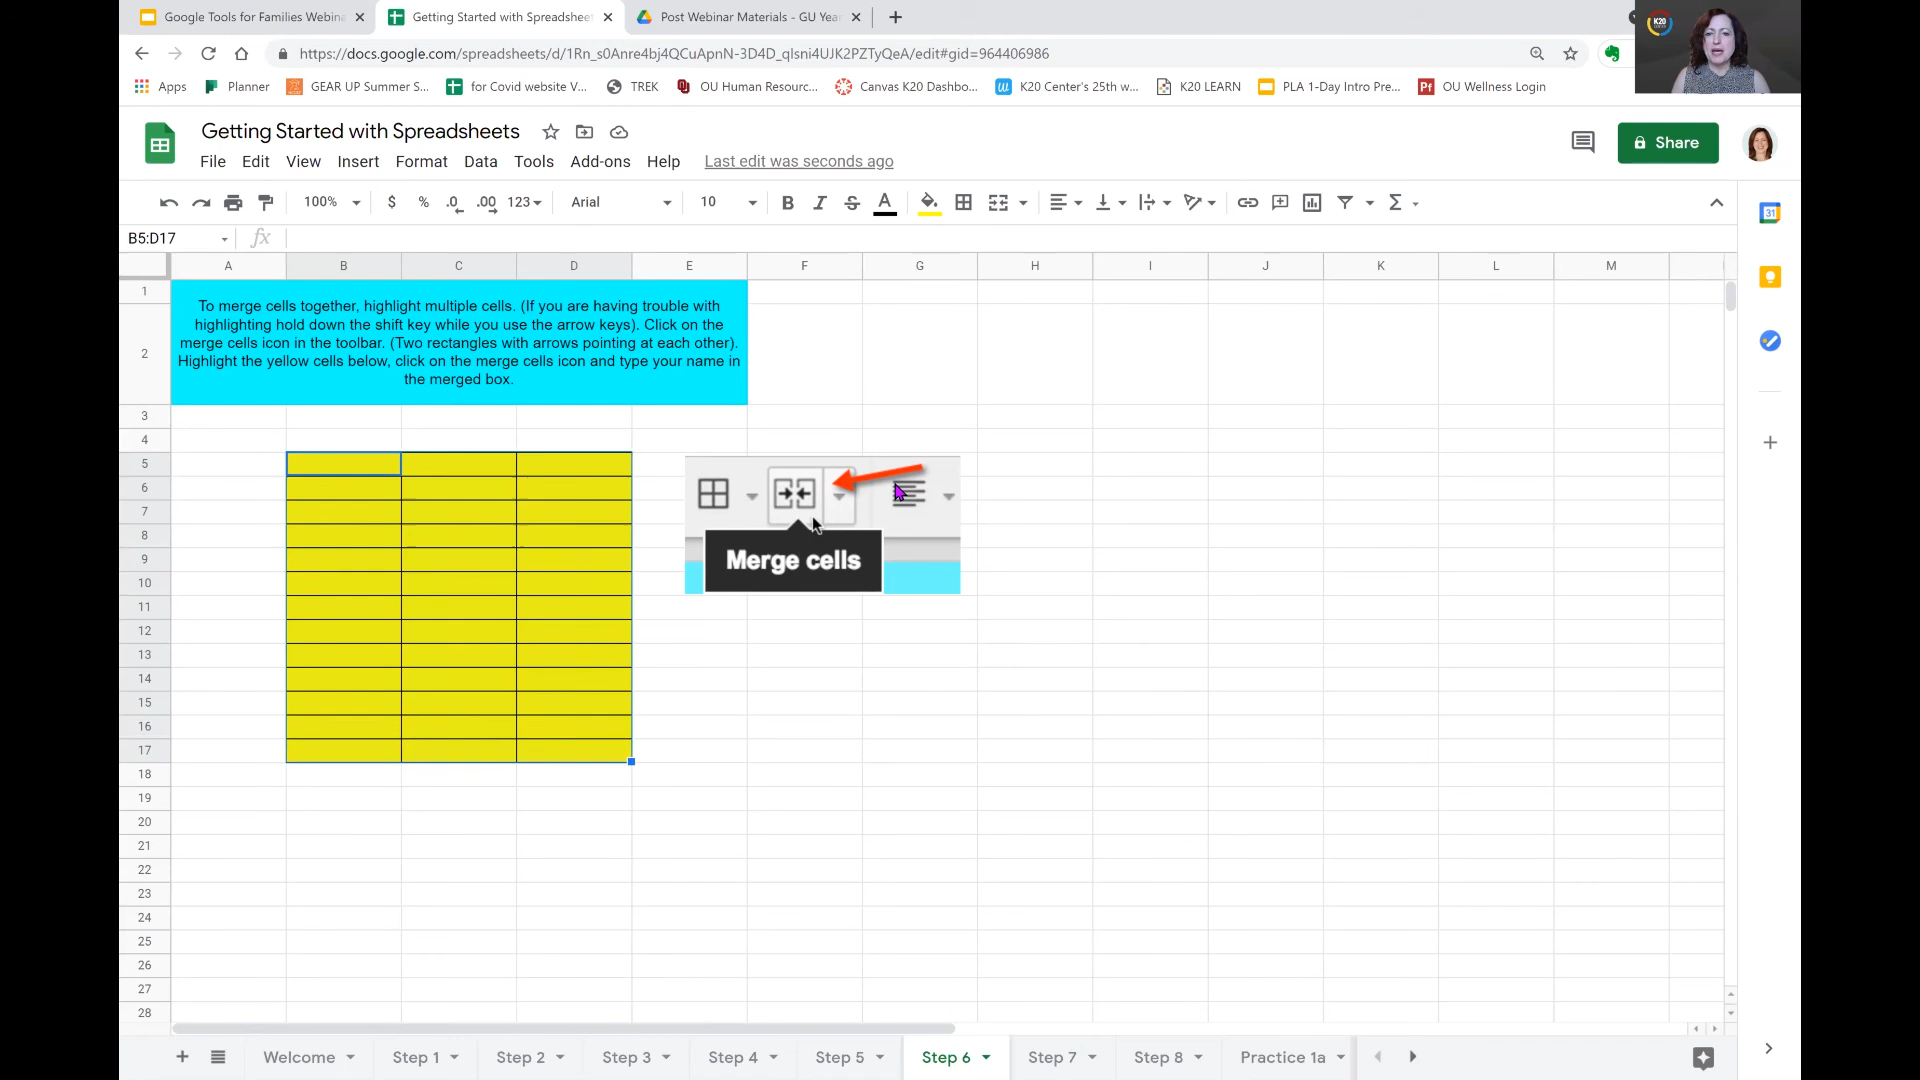 Google Tools for Families Webina
Getting Started with Spreadsheet
Post Webinar Materials - GU Yea
https://docs.google.com/spreadsheets/d/1Rn_s0Anre4bj4QCuApnN-3D4D_qlsni4UJK2PZTyQeA/edit#gid=964406986
K20
Apps
Planner
GEAR UP Summer S...
for Covid website V...
TREK
OU Human Resourc...
Canvas K20 Dashbo...
K20 Center's 25th w...
K20 LEARN
PLA 1-Day Intro Pre...
OU Wellness Login
Getting Started with Spreadsheets
File Edit View Insert Format Data Tools Add-ons Help Last edit was seconds ago
Share
100% $ % .0 .00 123 Arial 10 B I S A
31
B5:D17 fx
A B C D E F G H I J K L M
1
To merge cells together, highlight multiple cells. (If you are having trouble with
highlighting hold down the shift key while you use the arrow keys). Click on the
merge cells icon in the toolbar. (Two rectangles with arrows pointing at each other).
Highlight the yellow cells below, click on the merge cells icon and type your name in
the merged box.
2
3
4
5
6
7
8
9
Merge cells
10
11
12
13
14
15
16
17
18
19
20
21
22
23
24
25
26
27
28
Welcome Step 1 Step 2 Step 3 Step 4 Step 5 Step 6 Step 7 Step 8 Practice 1a